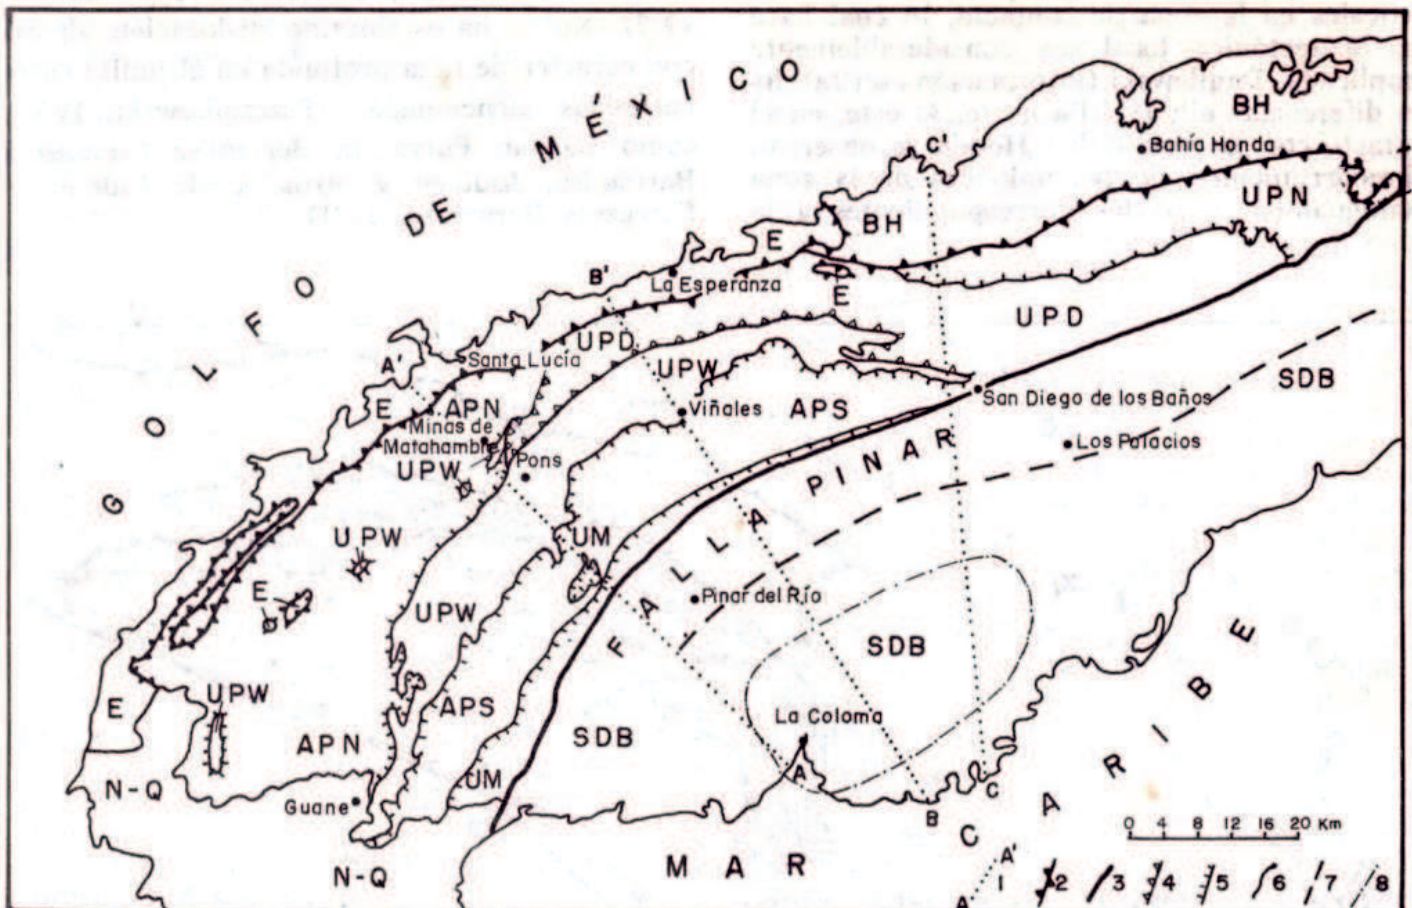 GOLFO DE MÉXICO
BH
C'
Bahía Honda
UPN
BH
E
B'
La Esperanza
E
UPD
UPD
A'
Santa Lucía
UPW
SDB
E
APN
Viñales
APS
San Diego de los Baños
Minas de
Matahambre
Los Palacios
UPW
Pons
FALLA PINAR
UPW
UM
E
UPW
Pinar del Río
SDB
UPW
E
APS
La Coloma
SDB
APN
UM
A
N-Q
Guane
B
C
MAR CARIBE
0 4 8 12 16 20 Km
N-Q
A'
A
1 2 3 4 5 6 7 8